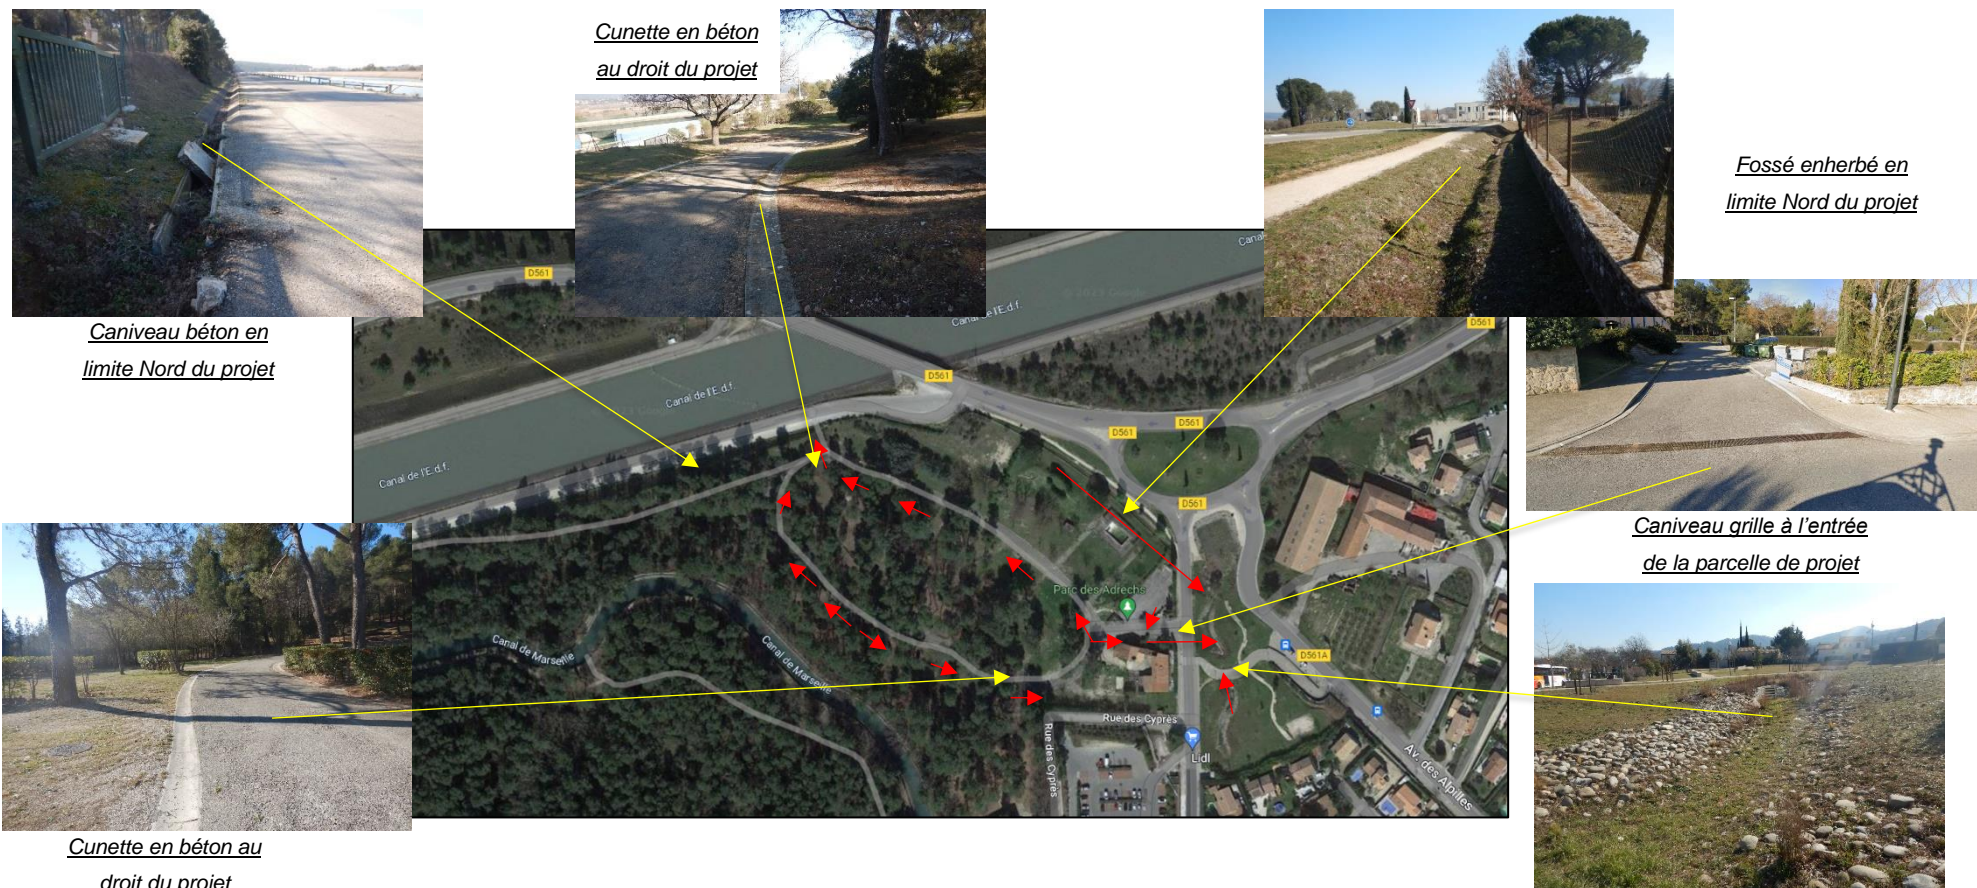 Cunette en béton
au droit du projet
Fossé enherbé en
limite Nord du projet
Caniveau béton en
limite Nord du projet
Caniveau grille à l'entrée
de la parcelle de projet
Cunette en béton au
droit du projet
D561
Canal de l'E.d.f.
D561
D561
Canal de l'E.d.f.
D561
D561
Canal de l'E.d.f.
D561
Parc des Adrechs
Canal de Marseille
Canal de Marseille
D561A
Rue des Cyprès
Rue des Cyprès
Lidl
Av. des Alpilles